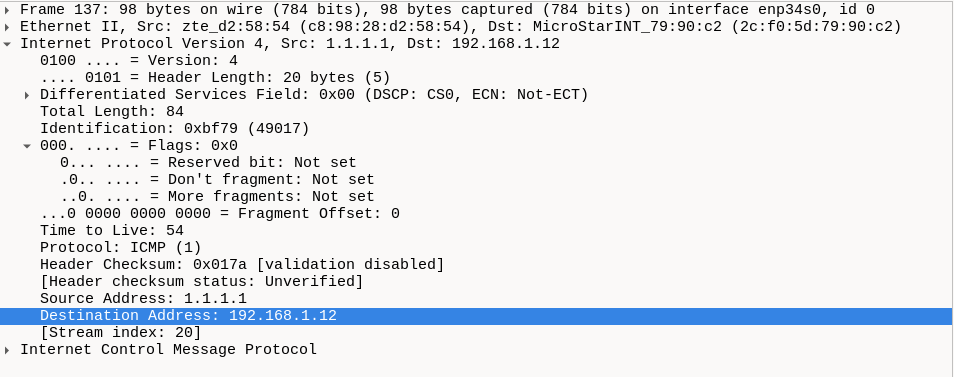 Frame 137: 98 bytes on wire (784 bits), 98 bytes captured (784 bits) on interface enp34s0, id 0
Ethernet II, Src: zte_d2:58:54 (c8:98:28:d2:58:54), Dst: MicroStarINT_79:90:c2 (2c:f0:5d:79:90:c2)
Internet Protocol Version 4, Src: 1.1.1.1, Dst: 192.168.1.12
0100 .... = Version: 4
.... 0101 = Header Length: 20 bytes (5)
Differentiated Services Field: 0x00 (DSCP: CS0, ECN: Not-ECT)
Total Length: 84
Identification: 0xbf79 (49017)
000. .... = Flags: 0x0
0... .... = Reserved bit: Not set
.0.. .... = Don't fragment: Not set
..0. .... = More fragments: Not set
...0 0000 0000 0000 = Fragment Offset: 0
Time to Live: 54
Protocol: ICMP (1)
Header Checksum: 0x017a [validation disabled]
[Header checksum status: Unverified]
Source Address: 1.1.1.1
Destination Address: 192.168.1.12
[Stream index: 20]
Internet Control Message Protocol